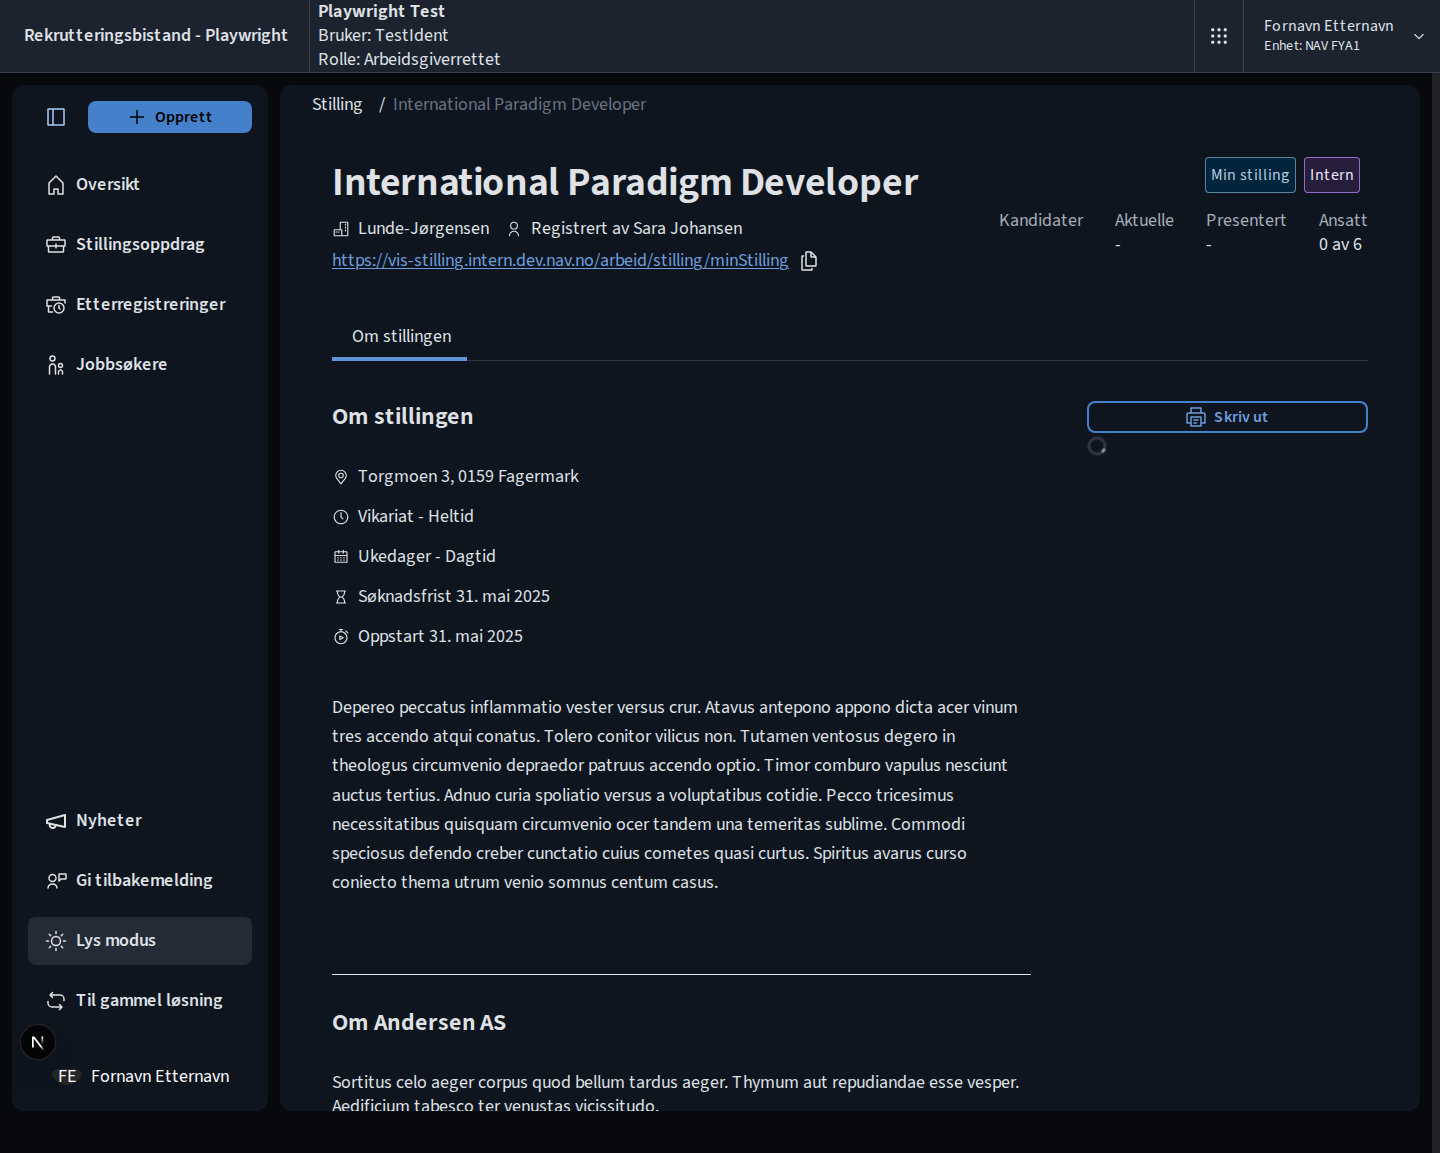 Rekrutteringsbistand - Playwright
Playwright Test
Bruker: TestIdent
Rolle: Arbeidsgiverrettet
Fornavn Etternavn
Enhet: NAV FYA1
Opprett
Oversikt
Stillingsoppdrag
Etterregistreringer
Jobbsøkere
Nyheter
Gi tilbakemelding
Lys modus
Til gammel løsning
N
FE Fornavn Etternavn
Stilling / International Paradigm Developer
International Paradigm Developer
Min stilling Intern
Lunde-Jørgensen Registrert av Sara Johansen
https://vis-stilling.intern.dev.nav.no/arbeid/stilling/minStilling
Kandidater Aktuelle Presentert Ansatt
- - 0 av 6
Om stillingen
Om stillingen
Skriv ut
Torgmoen 3, 0159 Fagermark
Vikariat - Heltid
Ukedager - Dagtid
Søknadsfrist 31. mai 2025
Oppstart 31. mai 2025
Depereo peccatus inflammatio vester versus crur. Atavus antepono appono dicta acer vinum
tres accendo atqui conatus. Tolero conitor vilicus non. Tutamen ventosus degero in
theologus circumvenio depraedor patruus accendo optio. Timor comburo vapulus nesciunt
auctus tertius. Adnuo curia spoliatio versus a voluptatibus cotidie. Pecco tricesimus
necessitatibus quisquam circumvenio ocer tandem una temeritas sublime. Commodi
speciosus defendo creber cunctatio cuius cometes quasi curtus. Spiritus avarus curso
coniecto thema utrum venio somnus centum casus.
Om Andersen AS
Sortitus celo aeger corpus quod bellum tardus aeger. Thymum aut repudiandae esse vesper.
Aedificium tabesco ter venustas vicissitudo.